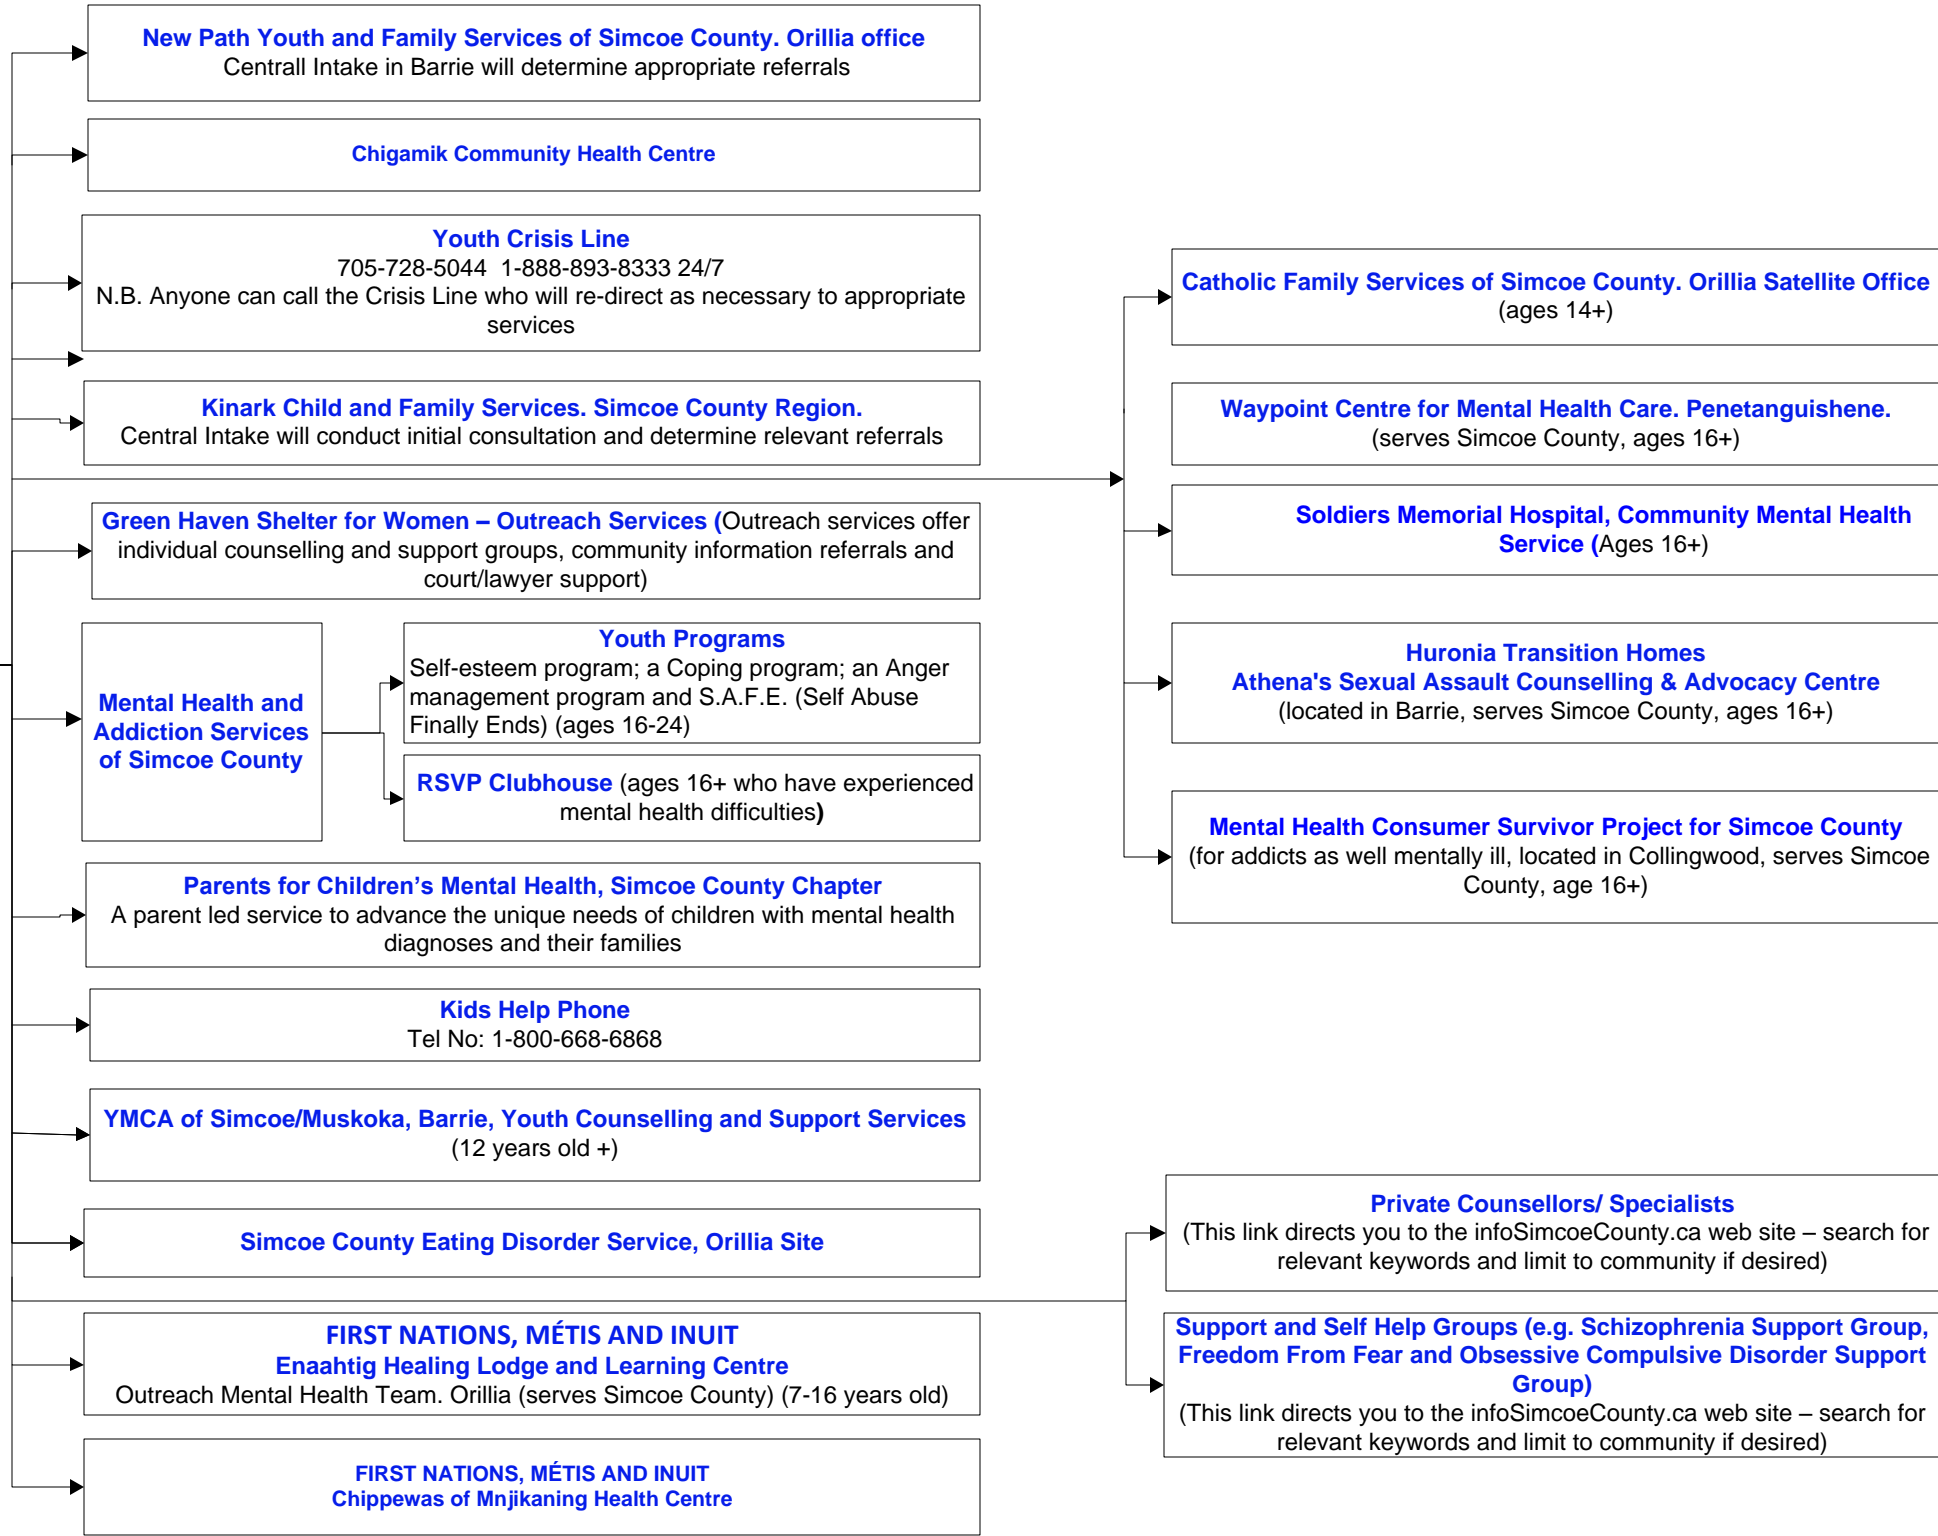 New Path Youth and Family Services of Simcoe County. Orillia office
Centrall Intake in Barrie will determine appropriate referrals
Chigamik Community Health Centre
Youth Crisis Line
705-728-5044  1-888-893-8333 24/7
N.B. Anyone can call the Crisis Line who will re-direct as necessary to appropriate
services
Kinark Child and Family Services. Simcoe County Region.
Central Intake will conduct initial consultation and determine relevant referrals
Green Haven Shelter for Women – Outreach Services (Outreach services offer
individual counselling and support groups, community information referrals and
court/lawyer support)
Mental Health and
Addiction Services
of Simcoe County
Youth Programs
Self-esteem program; a Coping program; an Anger
management program and S.A.F.E. (Self Abuse
Finally Ends) (ages 16-24)
RSVP Clubhouse (ages 16+ who have experienced
mental health difficulties)
Parents for Children’s Mental Health, Simcoe County Chapter
A parent led service to advance the unique needs of children with mental health
diagnoses and their families
Kids Help Phone
Tel No: 1-800-668-6868
YMCA of Simcoe/Muskoka, Barrie, Youth Counselling and Support Services
(12 years old +)
Simcoe County Eating Disorder Service, Orillia Site
FIRST NATIONS, MÉTIS AND INUIT
Enaahtig Healing Lodge and Learning Centre
Outreach Mental Health Team. Orillia (serves Simcoe County) (7-16 years old)
FIRST NATIONS, MÉTIS AND INUIT
Chippewas of Mnjikaning Health Centre
Catholic Family Services of Simcoe County. Orillia Satellite Office
(ages 14+)
Waypoint Centre for Mental Health Care. Penetanguishene.
(serves Simcoe County, ages 16+)
Soldiers Memorial Hospital, Community Mental Health
Service (Ages 16+)
Huronia Transition Homes
Athena's Sexual Assault Counselling & Advocacy Centre
(located in Barrie, serves Simcoe County, ages 16+)
Mental Health Consumer Survivor Project for Simcoe County
(for addicts as well mentally ill, located in Collingwood, serves Simcoe
County, age 16+)
Private Counsellors/ Specialists
(This link directs you to the infoSimcoeCounty.ca web site – search for
relevant keywords and limit to community if desired)
Support and Self Help Groups (e.g. Schizophrenia Support Group,
Freedom From Fear and Obsessive Compulsive Disorder Support
Group)
(This link directs you to the infoSimcoeCounty.ca web site – search for
relevant keywords and limit to community if desired)